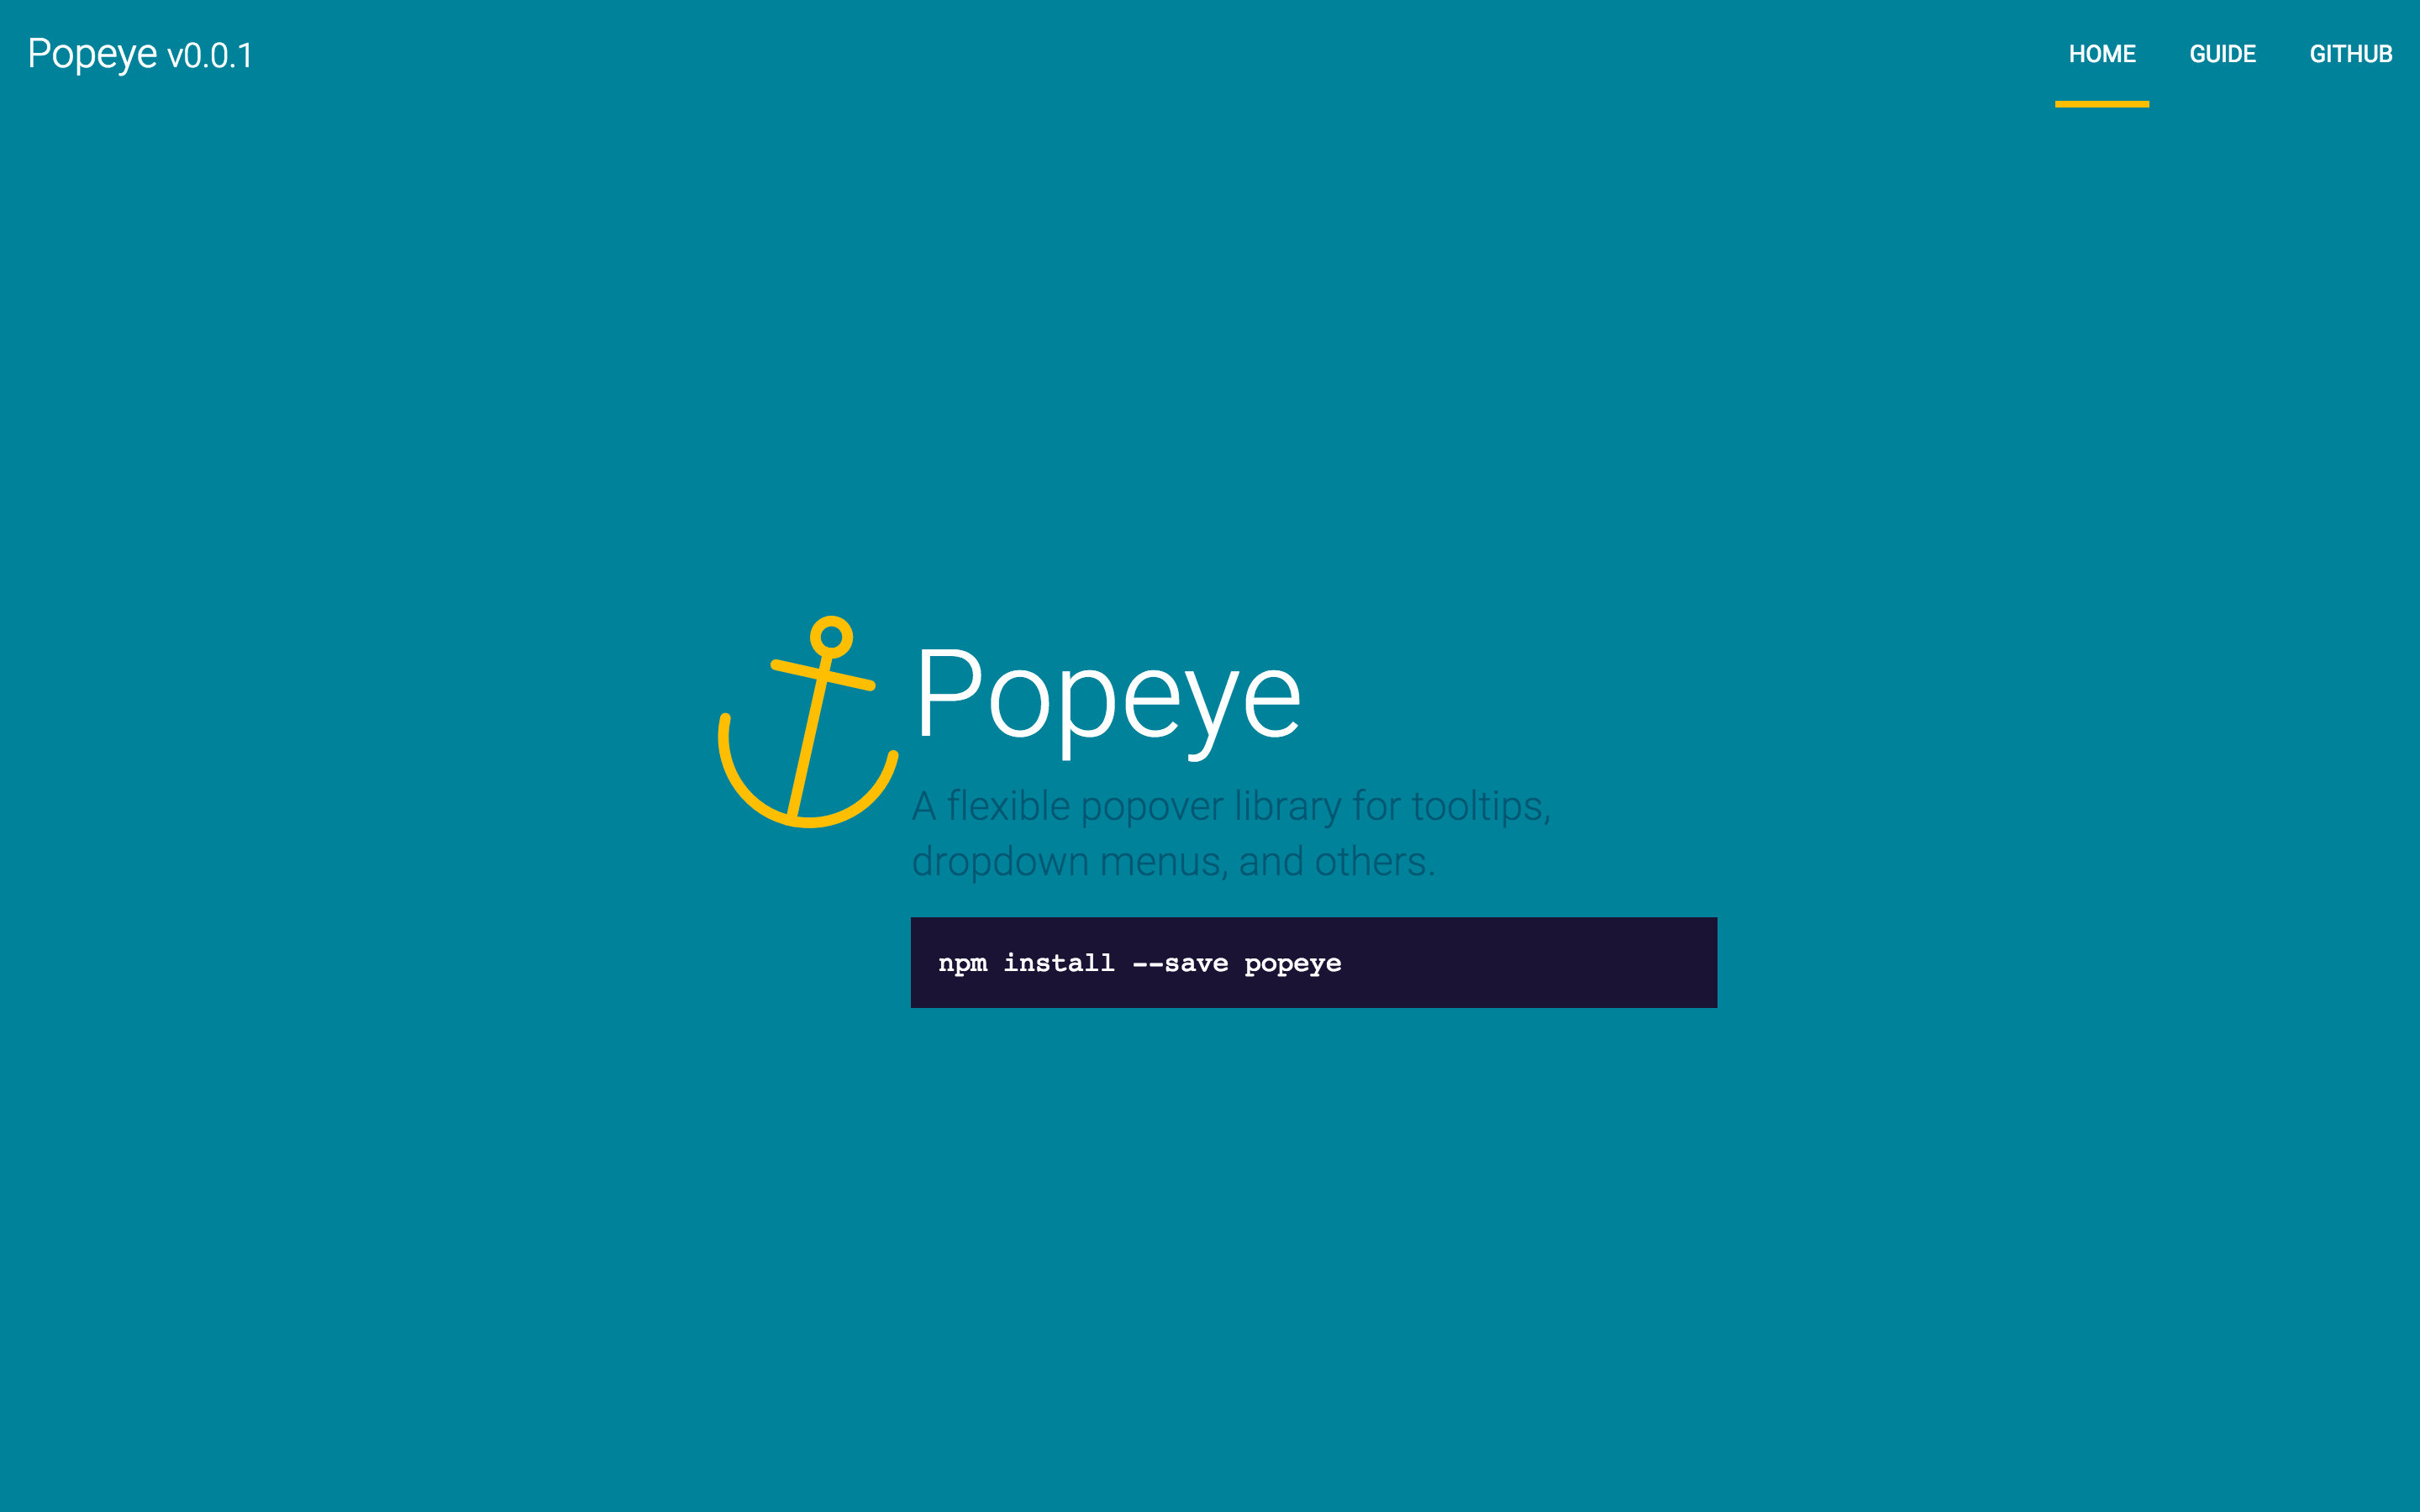 Popeye v0.0.1
HOME GUIDE GITHUB
Popeye
A flexible popover library for tooltips,
dropdown menus, and others.
npm install --save popeye